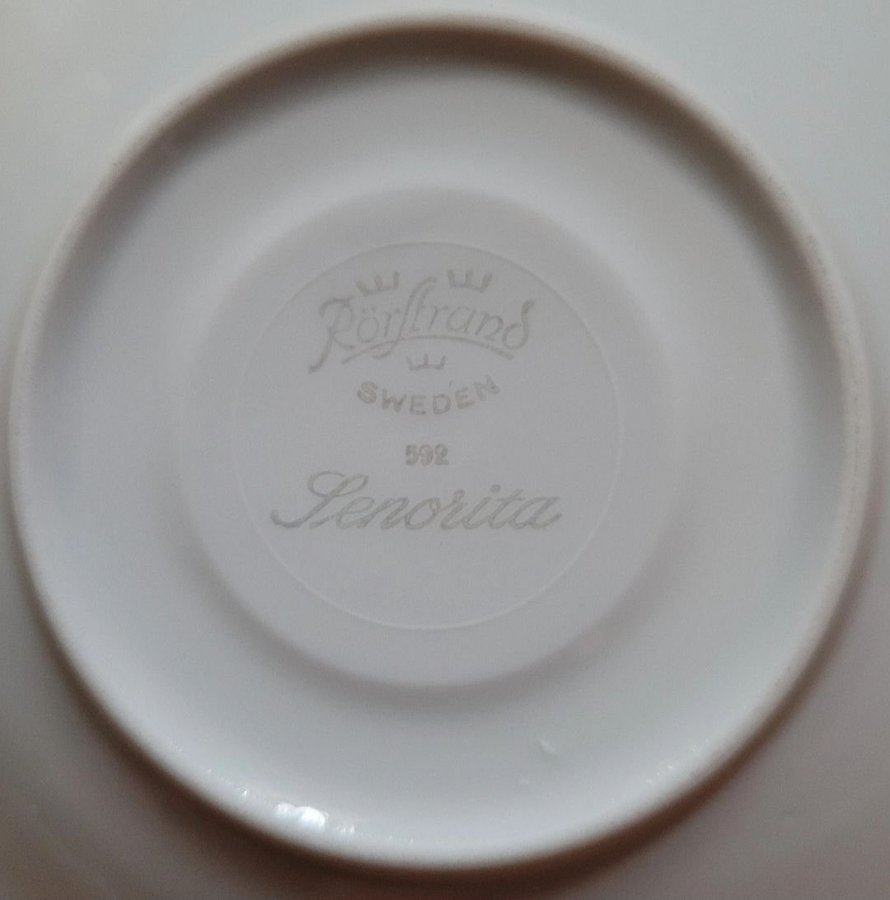 Rörstrand
SWEDEN
592
Senorita